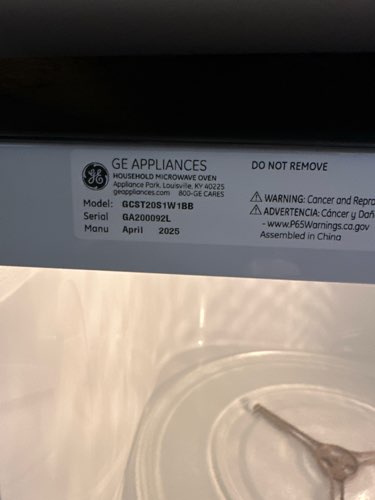 GE APPLIANCES
HOUSEHOLD MICROWAVE OVEN
Appliance Park, Louisville, KY 40225
geappliances.com 800-GE CARES
Model: GCST20S1W1BB
Serial GA200092L
Manu April 2025
DO NOT REMOVE
⚠ WARNING: Cancer and Repro
⚠ ADVERTENCIA: Cáncer y Daño
- www.P65Warnings.ca.gov
Assembled in China